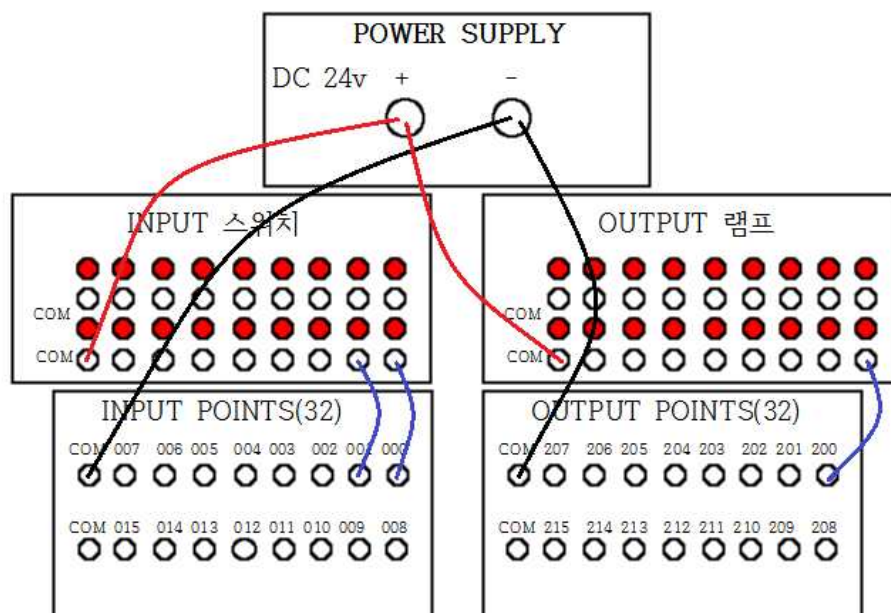 POWER SUPPLY
DC 24v + -
INPUT 스위치
COM
COM
OUTPUT 램프
COM
COM
INPUT POINTS(32)
COM 007 006 005 004 003 002 001 000
COM 015 014 013 012 011 010 009 008
OUTPUT POINTS(32)
COM 207 206 205 204 203 202 201 200
COM 215 214 213 212 211 210 209 208